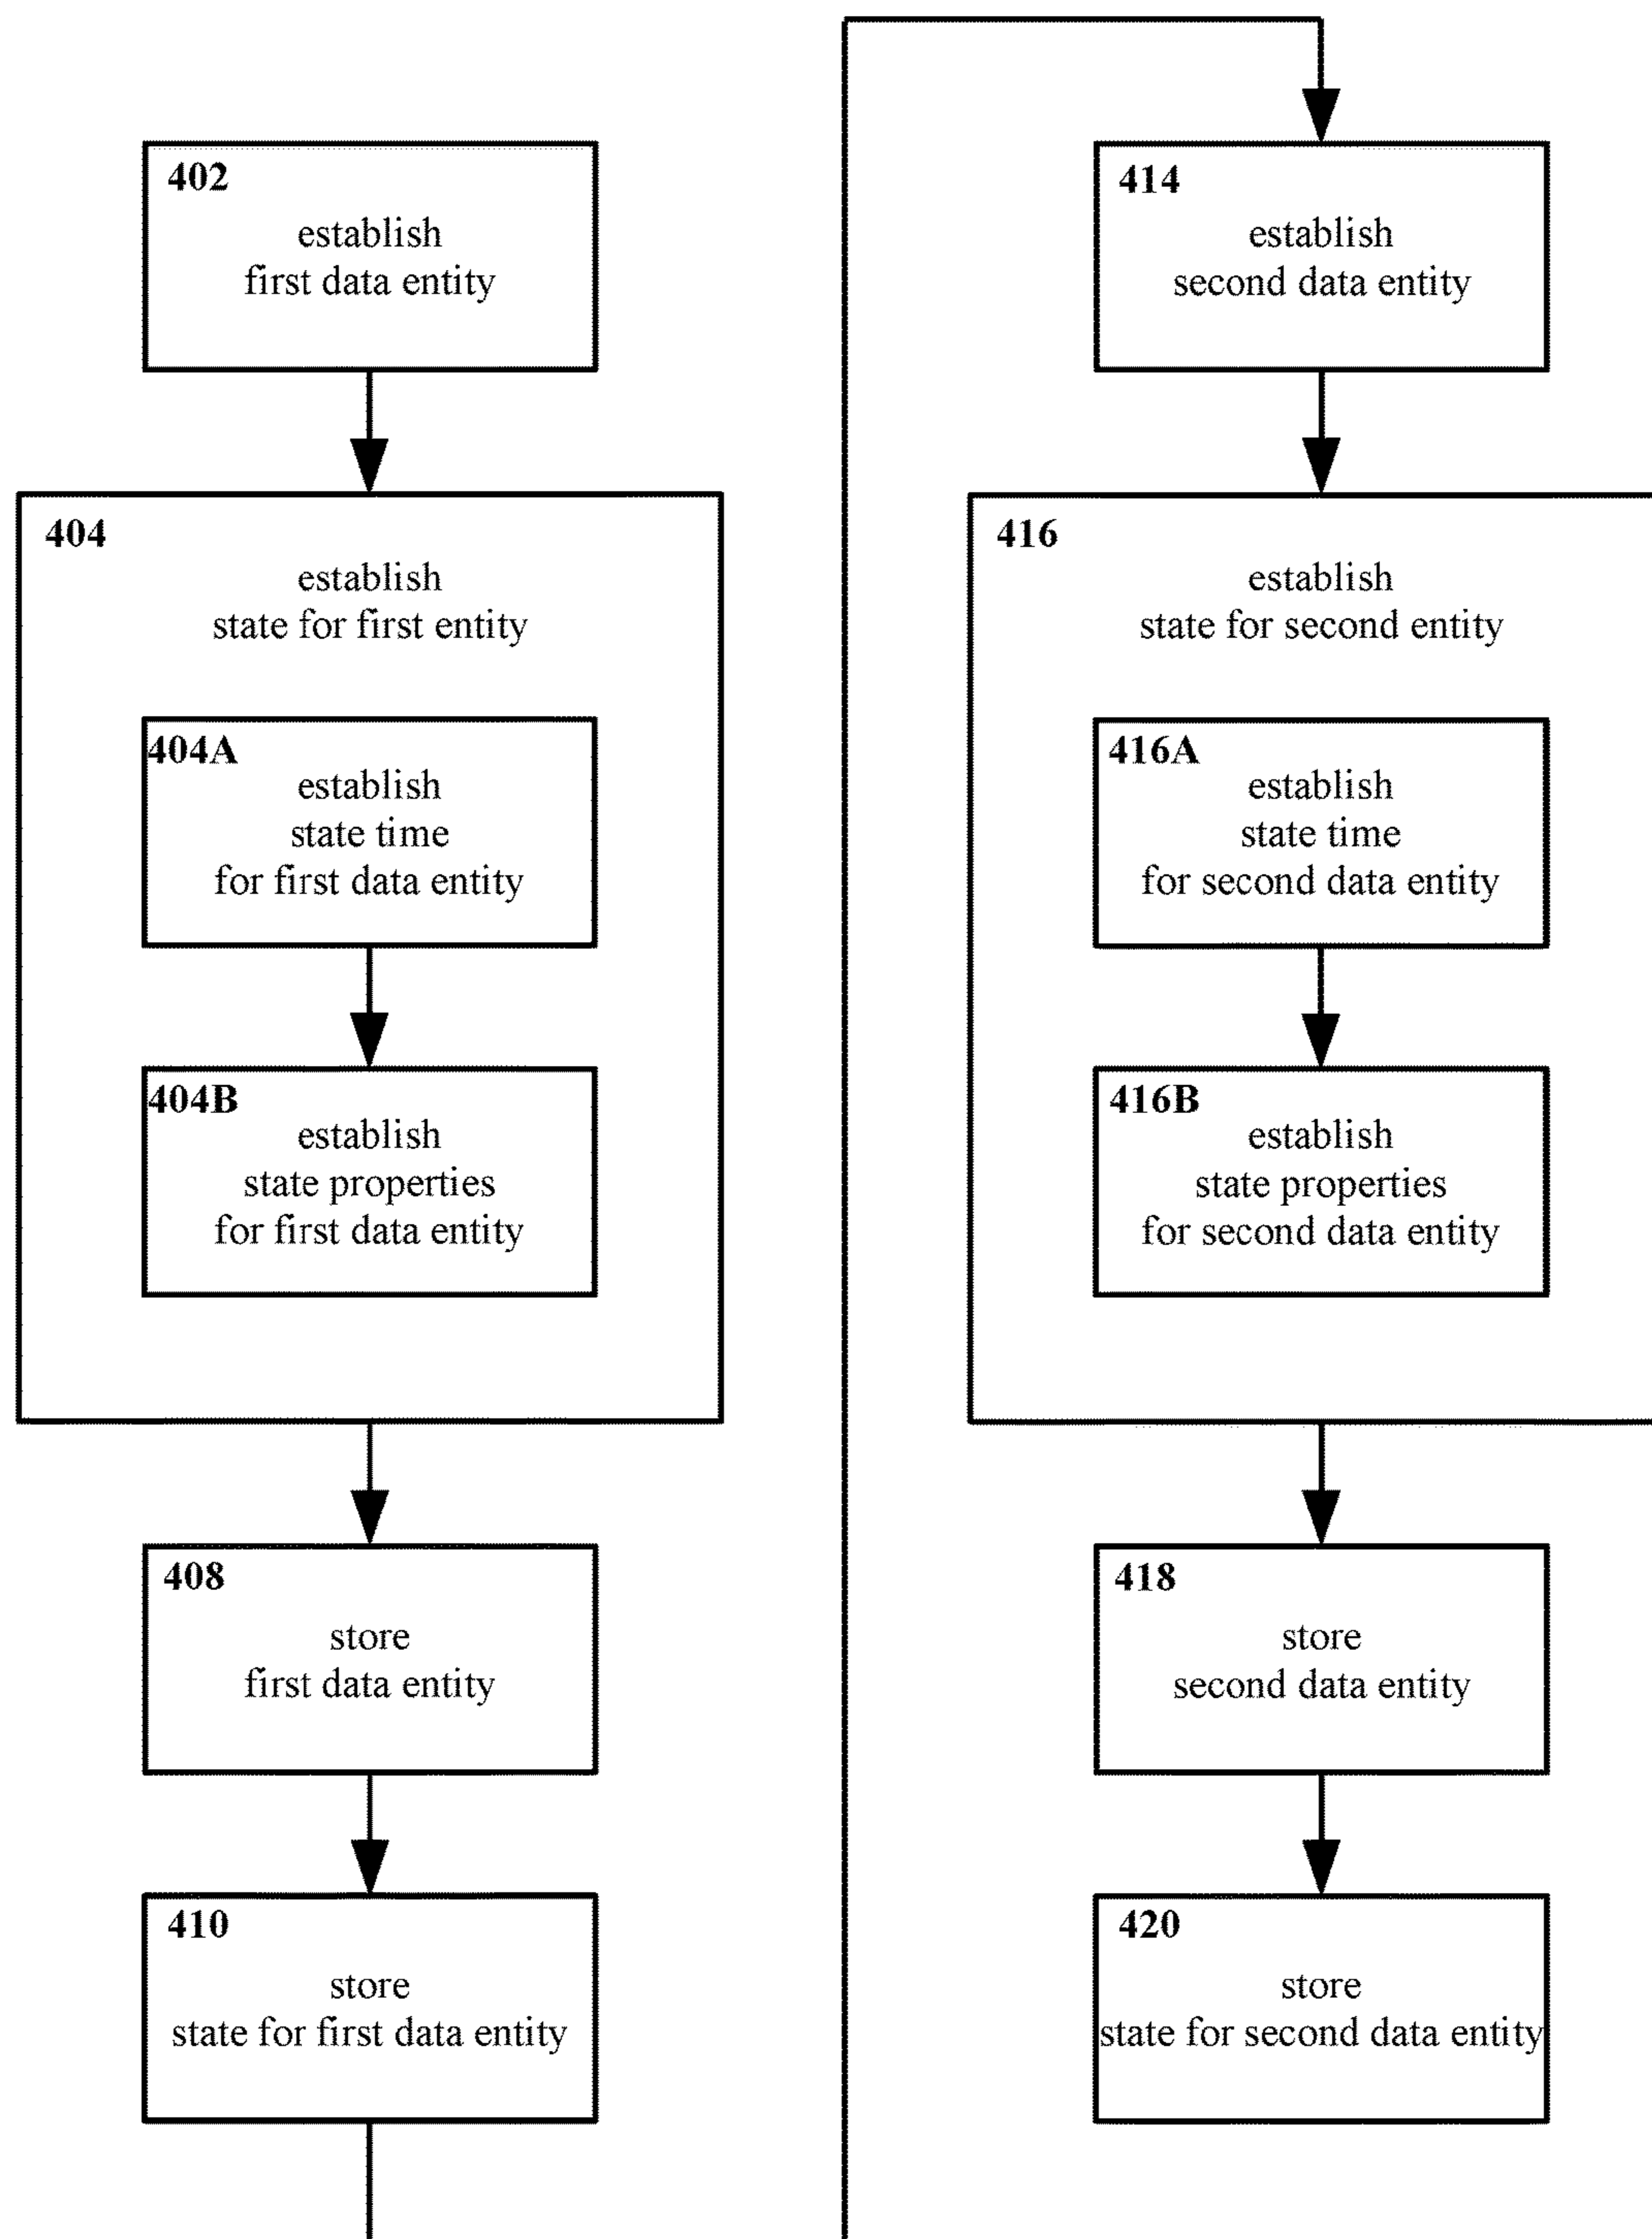 402
establish
first data entity
404
establish
state for first entity
404A
establish
state time
for first data entity
404B
establish
state properties
for first data entity
408
store
first data entity
410
store
state for first data entity
414
establish
second data entity
416
establish
state for second entity
416A
establish
state time
for second data entity
416B
establish
state properties
for second data entity
418
store
second data entity
420
store
state for second data entity